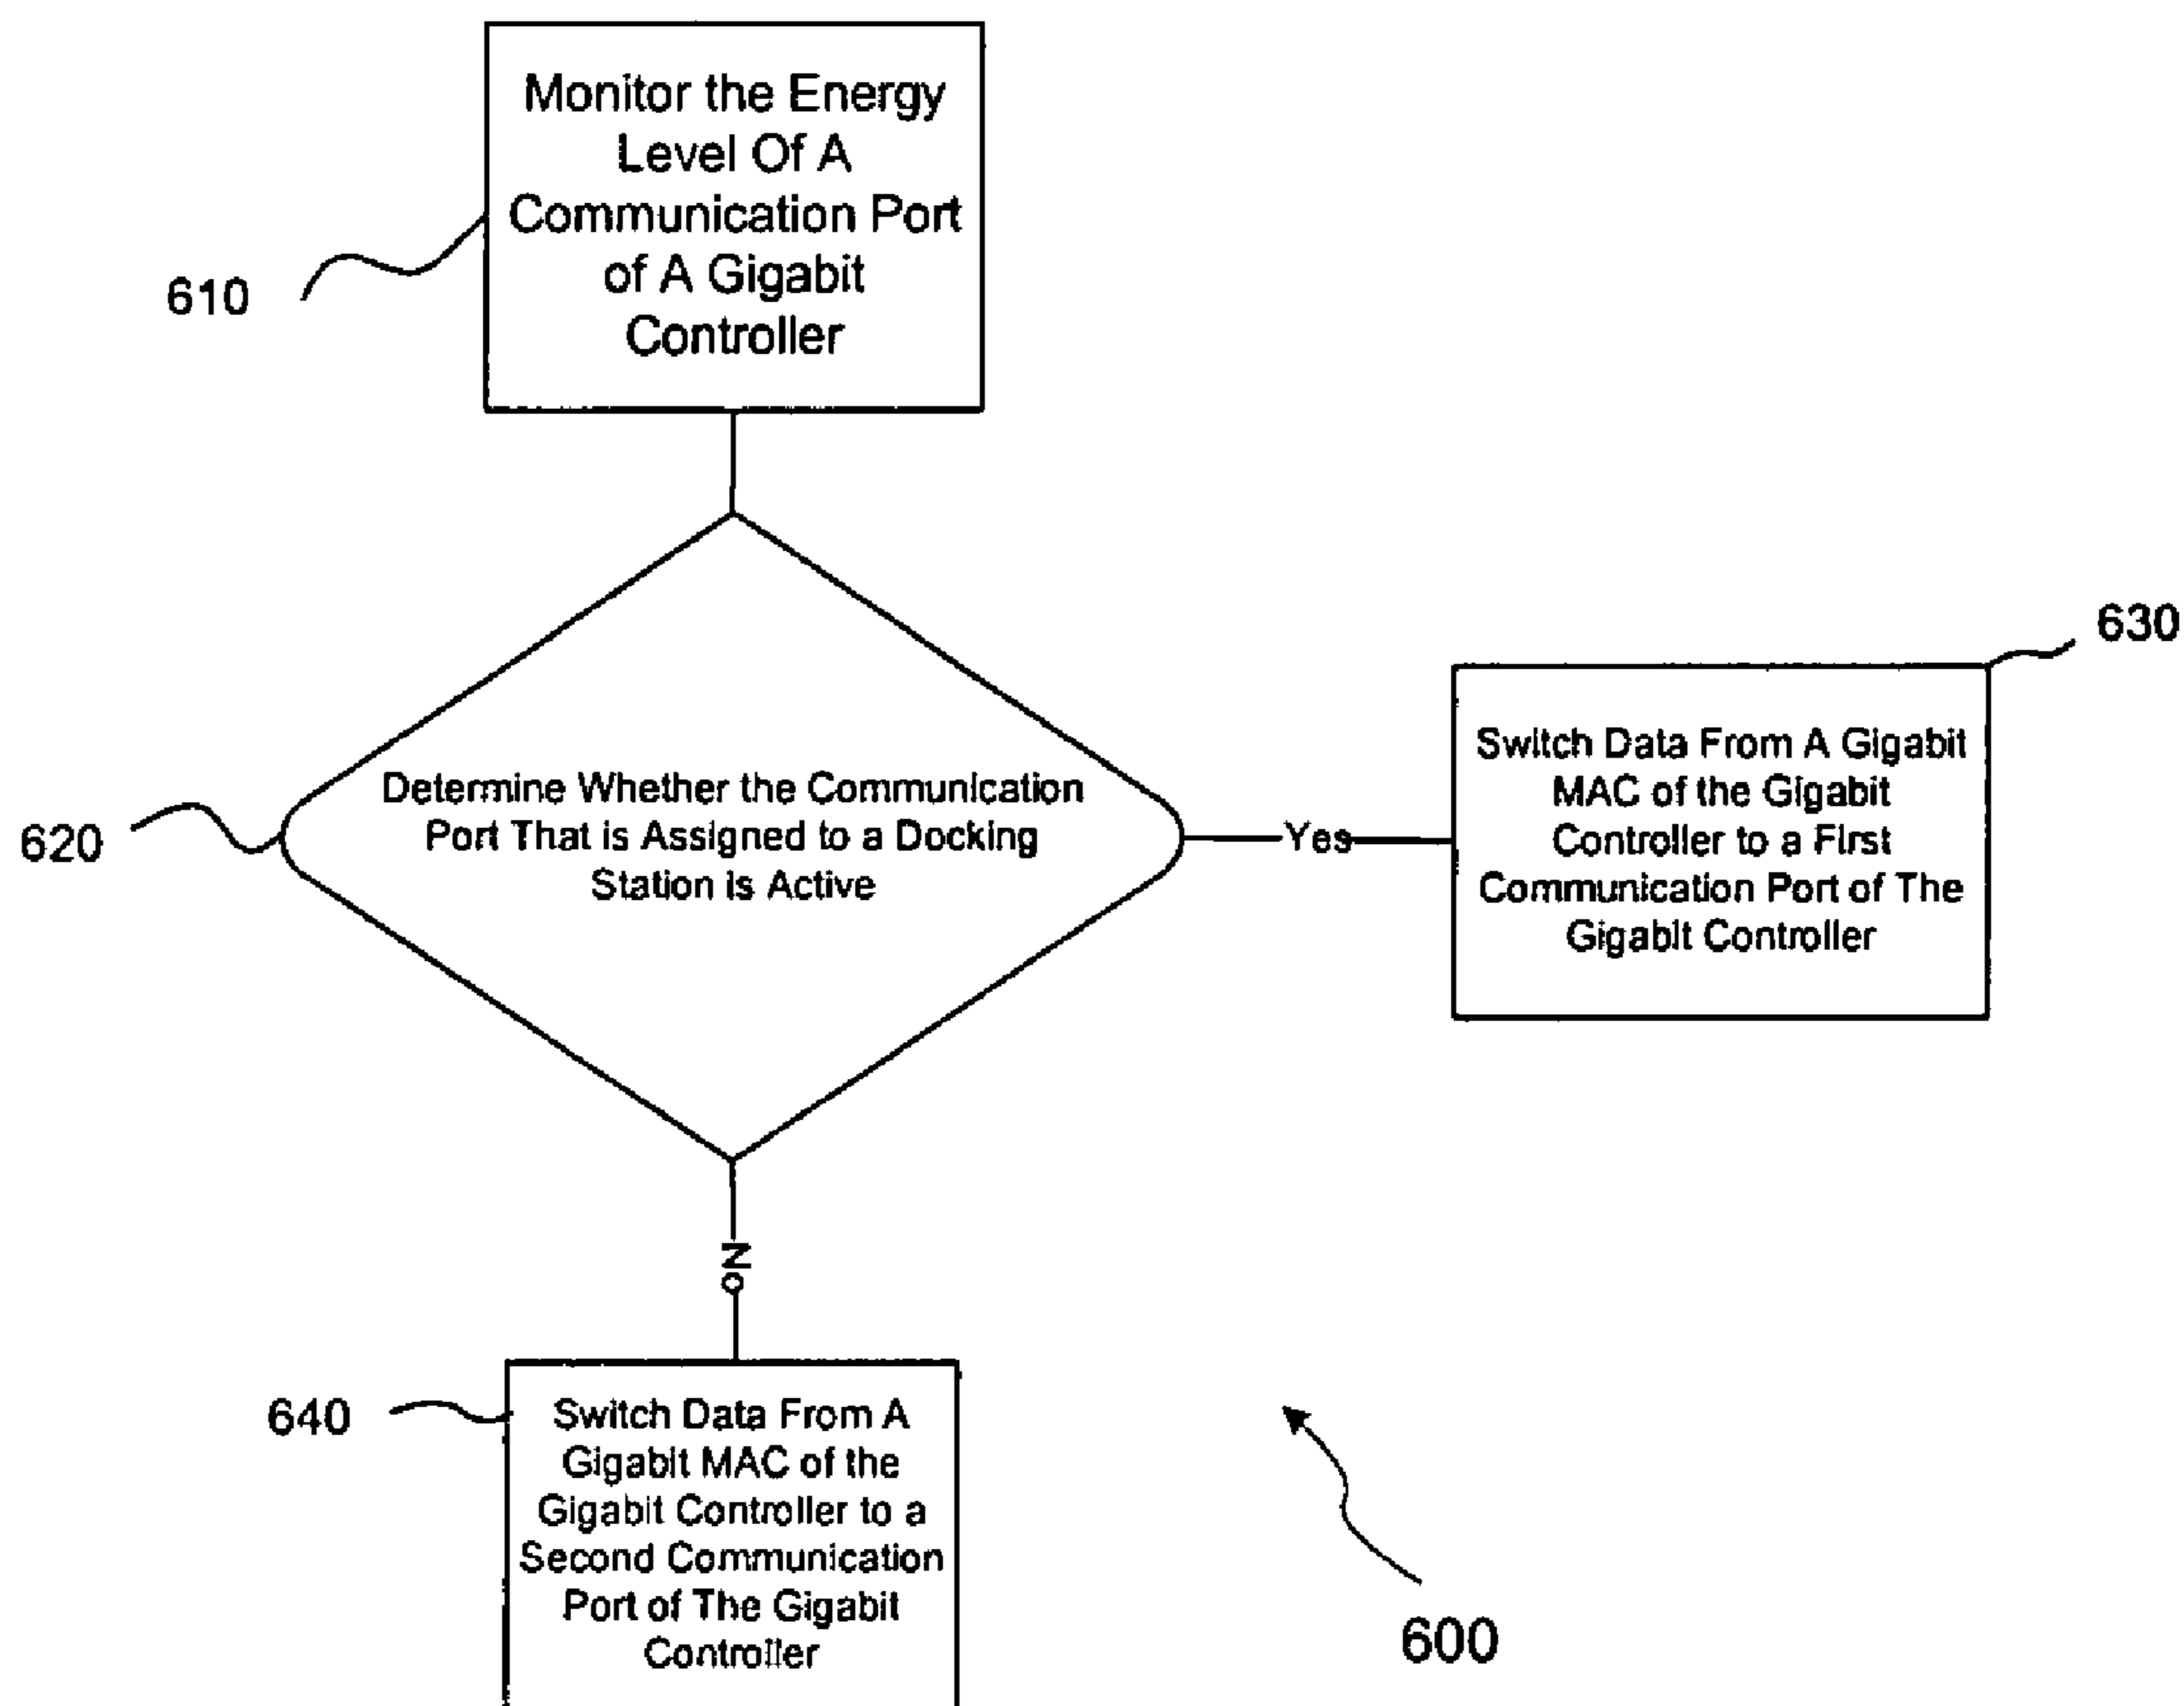 Monitor the Energy
Level Of A
Communication Port
of A Gigabit
Controller
610
630
Switch Data From A Gigabit
MAC of the Gigabit
Controller to a First
Communication Port of The
Gigabit Controller
Determine Whether the Communication
Port That is Assigned to a Docking
Station is Active
Yes
620
No
640
Switch Data From A
Gigabit MAC of the
Gigabit Controller to a
Second Communication
Port of The Gigabit
Controller
600